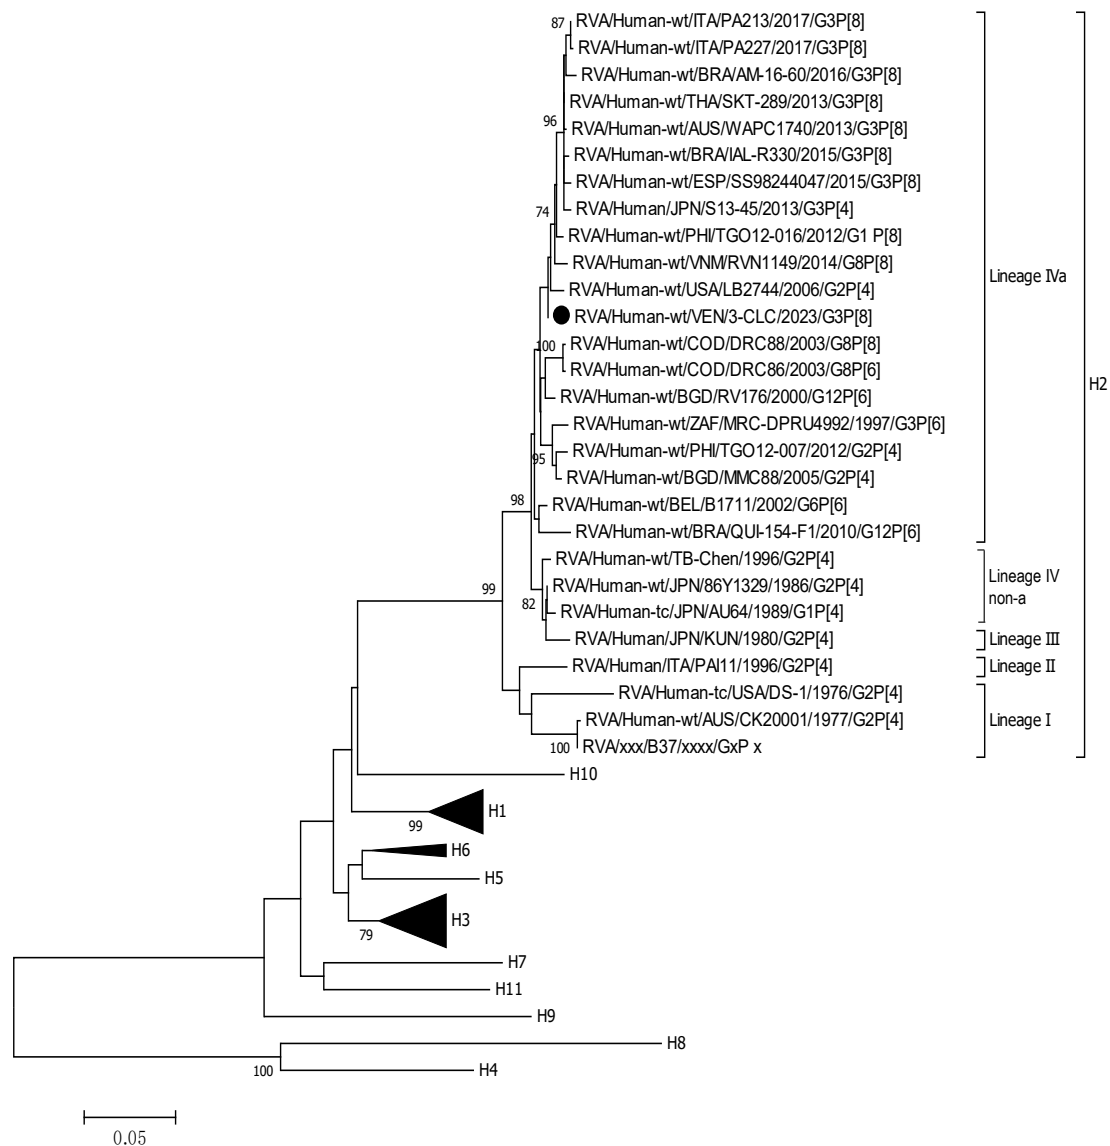 87
RVA/Human-wt/ITA/PA213/2017/G3P[8]
RVA/Human-wt/ITA/PA227/2017/G3P[8]
RVA/Human-wt/BRA/AM-16-60/2016/G3P[8]
RVA/Human-wt/THA/SKT-289/2013/G3P[8]
96
RVA/Human-wt/AUS/WAPC1740/2013/G3P[8]
RVA/Human-wt/BRA/IAL-R330/2015/G3P[8]
RVA/Human-wt/ESP/SS98244047/2015/G3P[8]
RVA/Human/JPN/S13-45/2013/G3P[4]
74
RVA/Human-wt/PHI/TGO12-016/2012/G1 P[8]
RVA/Human-wt/VNM/RVN1149/2014/G8P[8]
Lineage IVa
RVA/Human-wt/USA/LB2744/2006/G2P[4]
RVA/Human-wt/VEN/3-CLC/2023/G3P[8]
RVA/Human-wt/COD/DRC88/2003/G8P[8]
100
RVA/Human-wt/COD/DRC86/2003/G8P[6]
H2
RVA/Human-wt/BGD/RV176/2000/G12P[6]
RVA/Human-wt/ZAF/MRC-DPRU4992/1997/G3P[6]
RVA/Human-wt/PHI/TGO12-007/2012/G2P[4]
95
RVA/Human-wt/BGD/MMC88/2005/G2P[4]
98
RVA/Human-wt/BEL/B1711/2002/G6P[6]
RVA/Human-wt/BRA/QUI-154-F1/2010/G12P[6]
RVA/Human-wt/TB-Chen/1996/G2P[4]
99
RVA/Human-wt/JPN/86Y1329/1986/G2P[4]
Lineage IV
non-a
82
RVA/Human-tc/JPN/AU64/1989/G1P[4]
RVA/Human/JPN/KUN/1980/G2P[4]
Lineage III
RVA/Human/ITA/PAI11/1996/G2P[4]
Lineage II
RVA/Human-tc/USA/DS-1/1976/G2P[4]
RVA/Human-wt/AUS/CK20001/1977/G2P[4]
Lineage I
100
RVA/xxx/B37/xxxx/GxP x
H10
H1
99
H6
H5
H3
79
H7
H11
H9
H8
100
H4
0.05